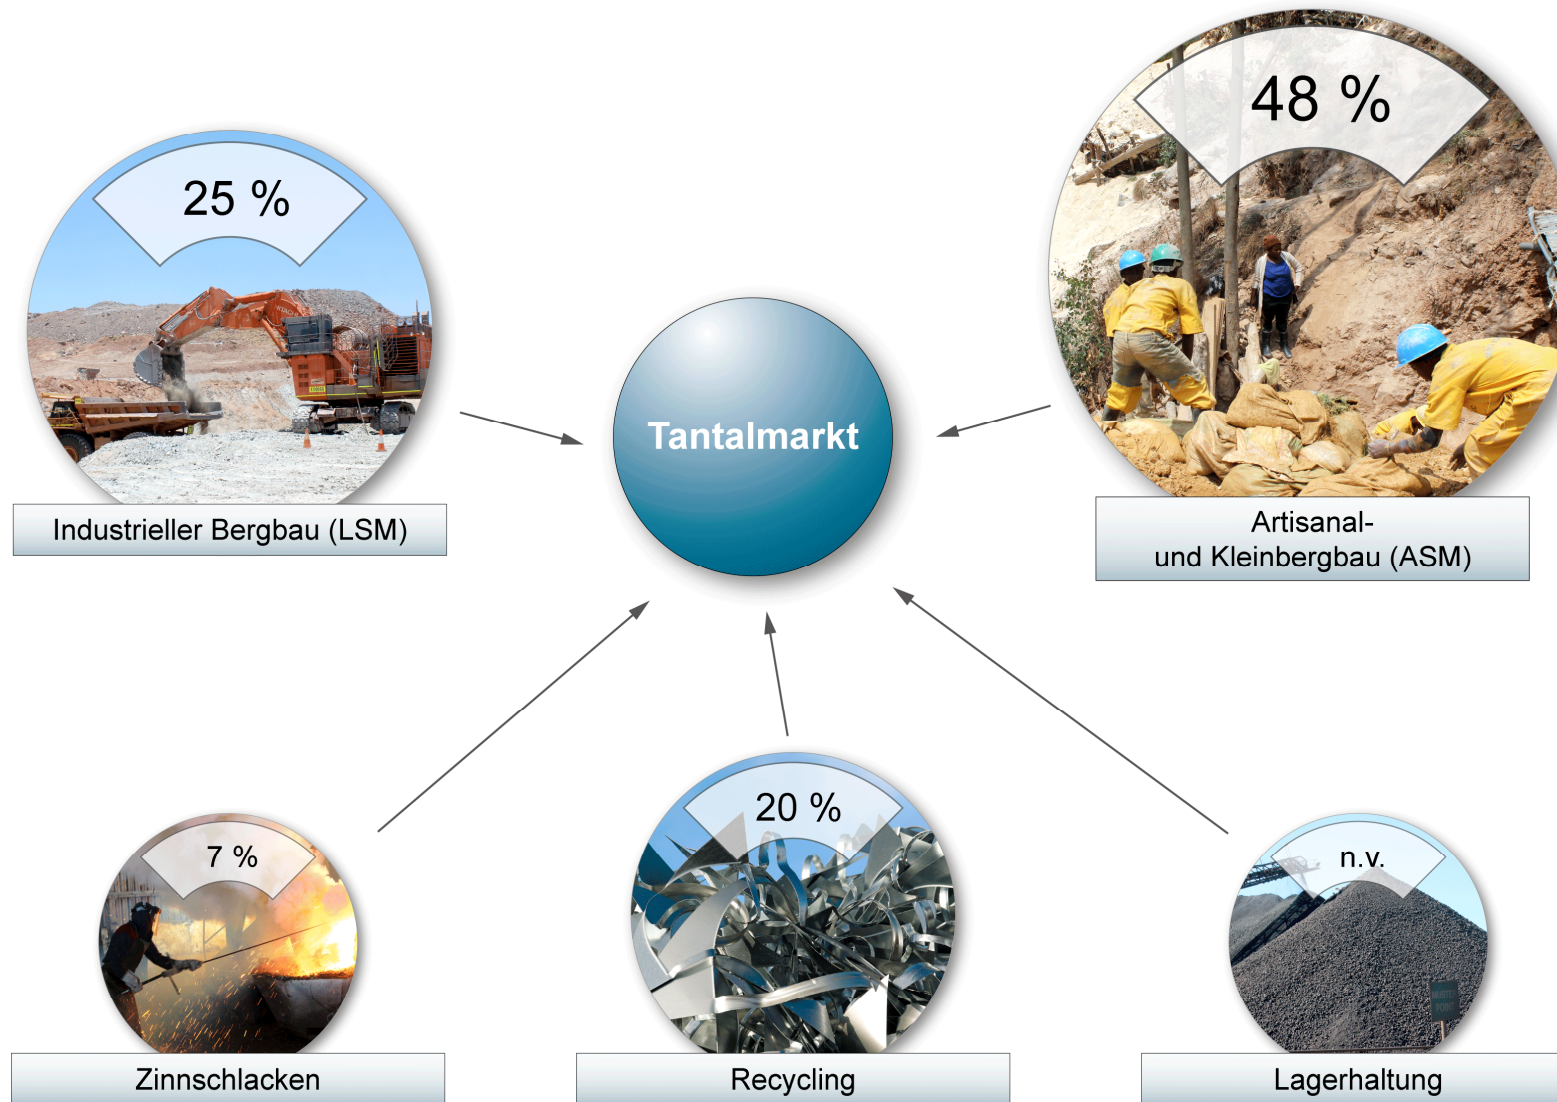 48 %
25 %
Tantalmarkt
Industrieller Bergbau (LSM)
Artisanal-
und Kleinbergbau (ASM)
7 %
20 %
n.v.
Zinnschlacken
Recycling
Lagerhaltung